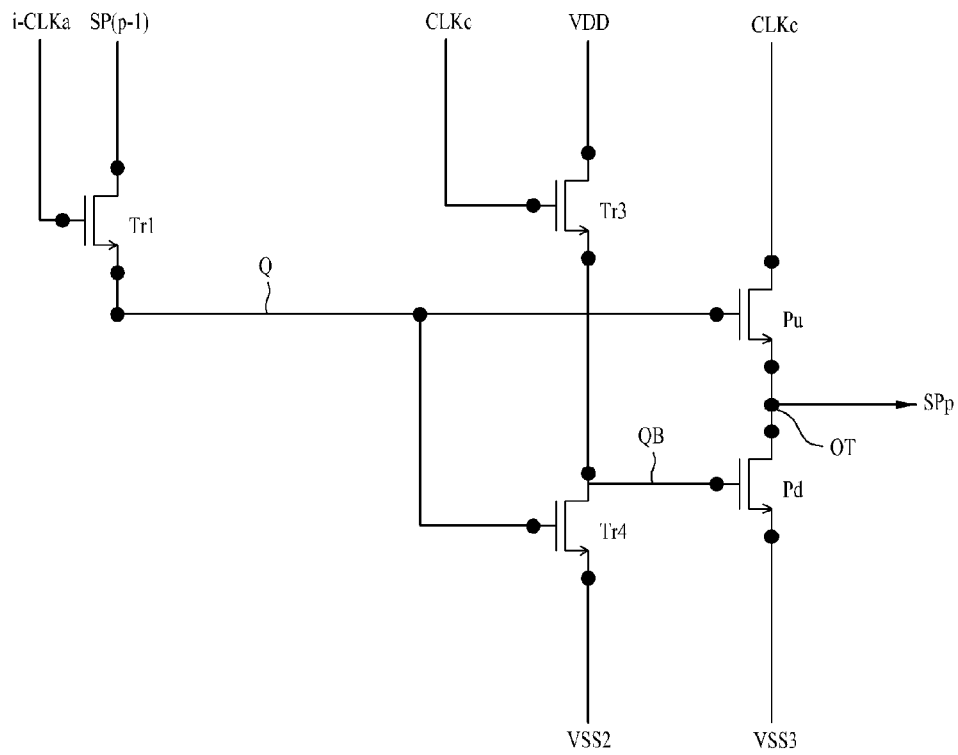 i-CLKa
SP(p-1)
CLKc
VDD
CLKc
Tr1
Tr3
Q
Pu
SPp
OT
QB
Pd
Tr4
VSS2
VSS3